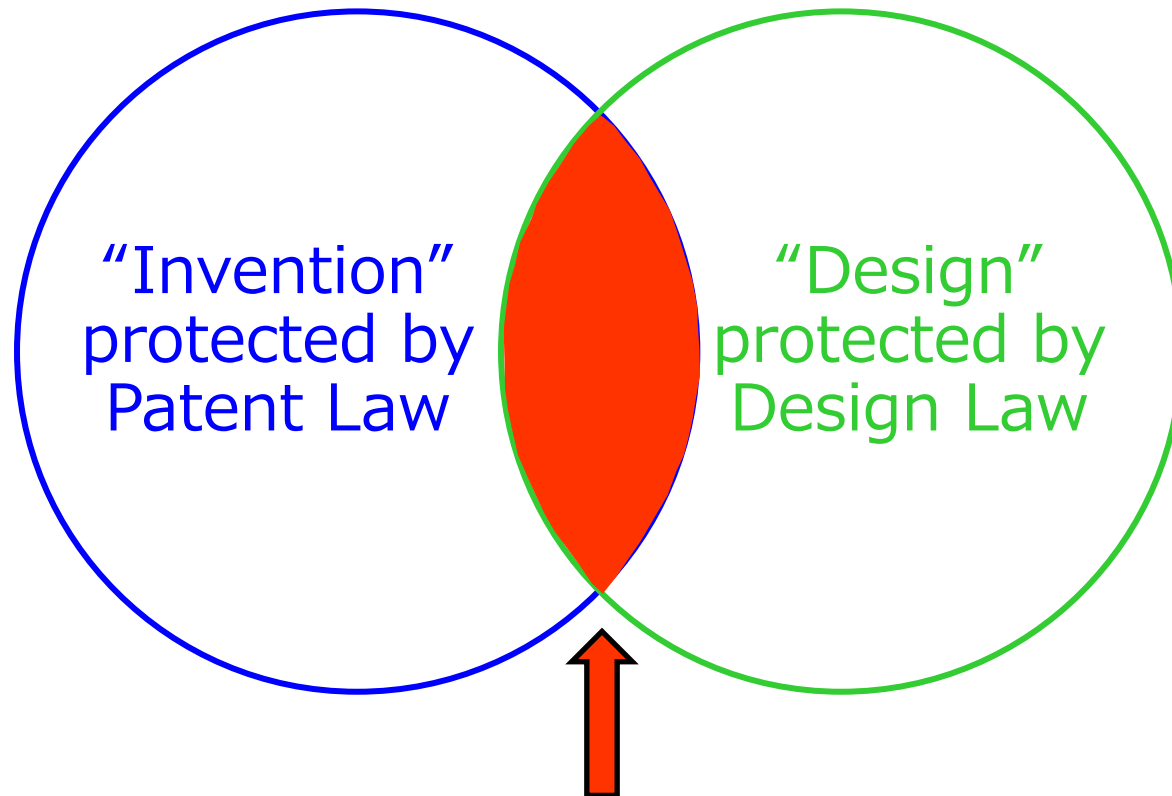 “Invention”
protected by
Patent Law
“Design”
protected by
Design Law